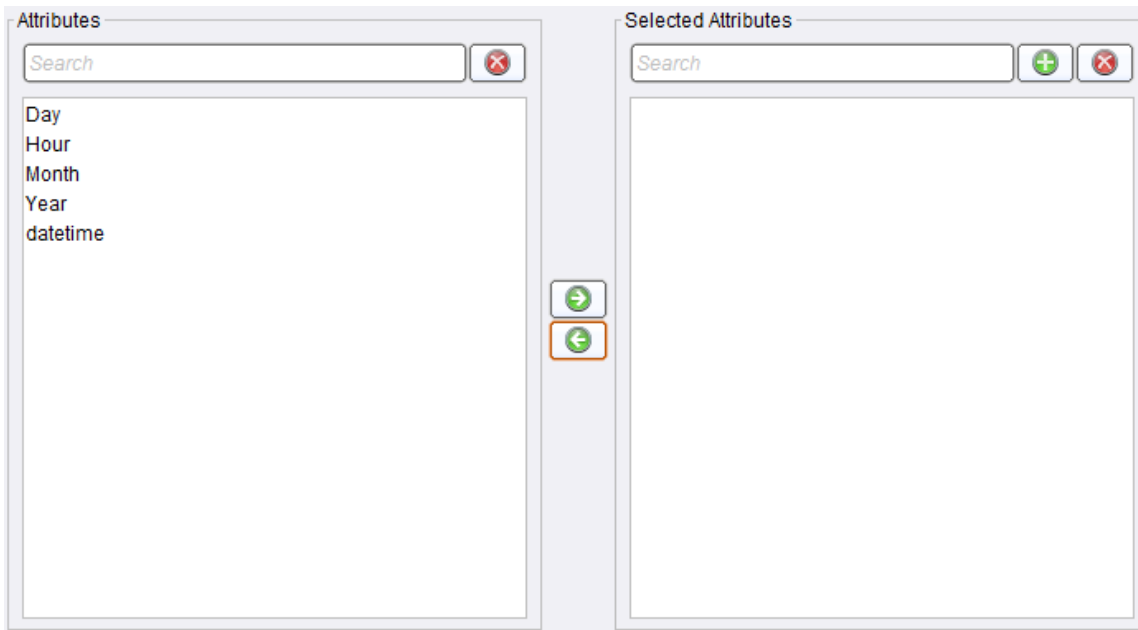 Attributes
Search
Day
Hour
Month
Year
datetime
Selected Attributes
Search